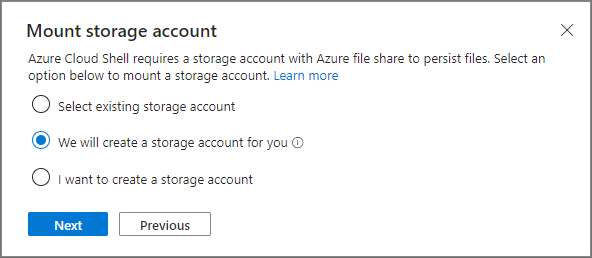 Mount storage account
Azure Cloud Shell requires a storage account with Azure file share to persist files. Select an
option below to mount a storage account. Learn more
Select existing storage account
We will create a storage account for you
I want to create a storage account
Next Previous